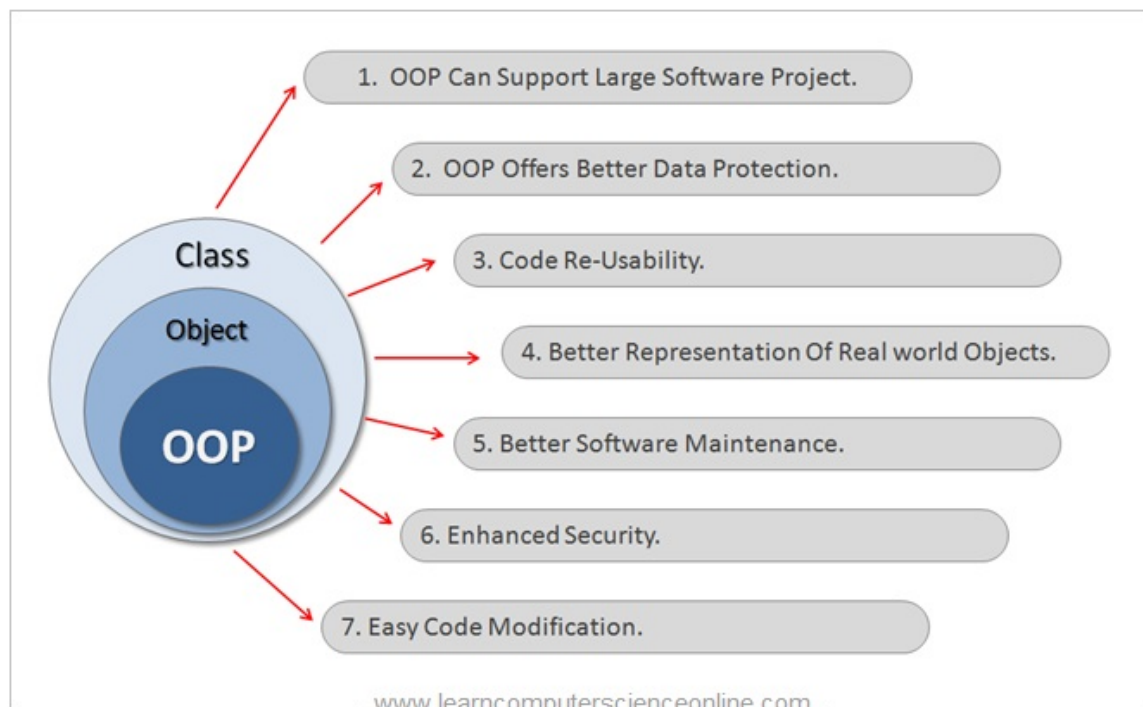 1. OOP Can Support Large Software Project.
2. OOP Offers Better Data Protection.
Class
3. Code Re-Usability.
Object
4. Better Representation Of Real world Objects.
OOP
5. Better Software Maintenance.
6. Enhanced Security.
7. Easy Code Modification.
www.learncomputerscienceonline.com